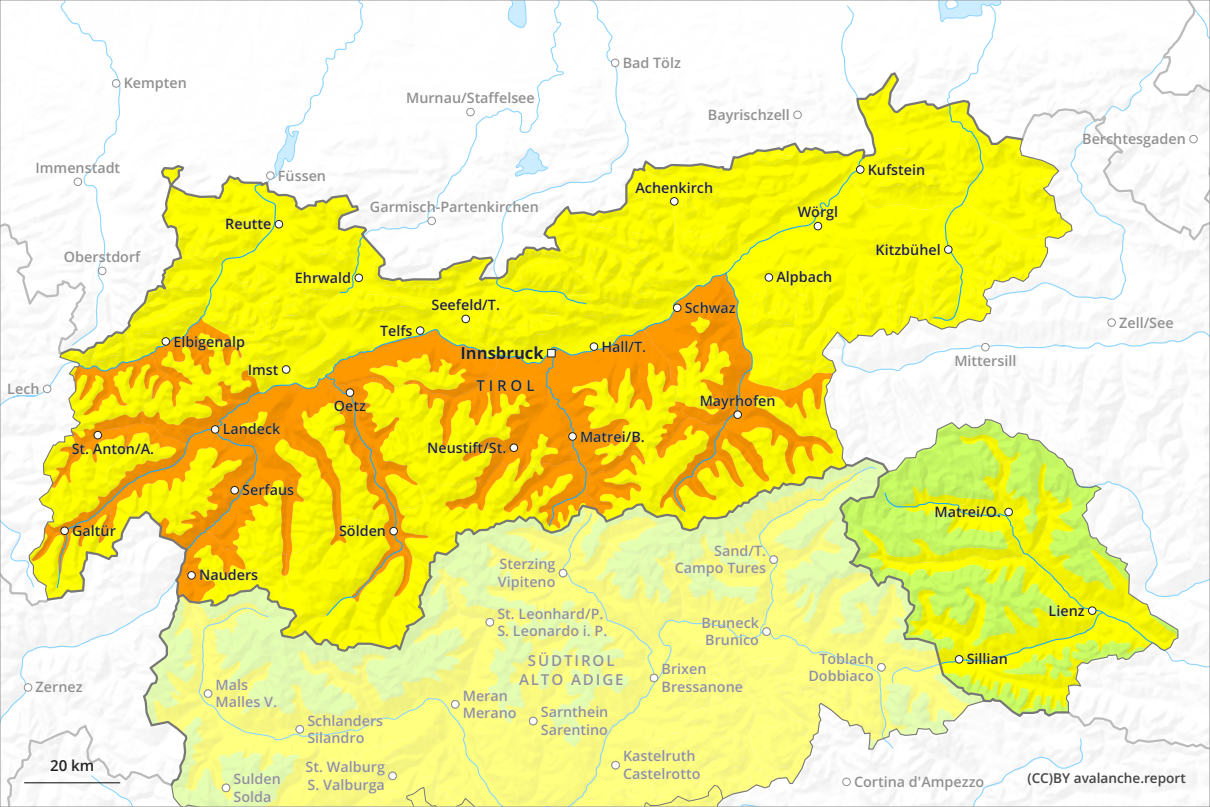 Kempten
Bad Tölz
Murnau/Staffelsee
Bayrischzell
Berchtesgaden
Immenstadt
Füssen
Kufstein
Achenkirch
Garmisch-Partenkirchen
Reutte
Wörgl
Oberstdorf
Kitzbühel
Ehrwald
Alpbach
Seefeld/T.
Schwaz
Zell/See
Telfs
Elbigenalp
Innsbruck
Hall/T.
Mittersill
Imst
TIROL
Lech
Oetz
Mayrhofen
Landeck
Matrei/B.
St. Anton/A.
Neustift/St.
Serfaus
Matrei/O.
Galtür
Sölden
Sand/T.
Campo Tures
Sterzing
Vipiteno
Nauders
Lienz
St. Leonhard/P.
S. Leonardo i. P.
Bruneck
Brunico
Sillian
SÜDTIROL
ALTO ADIGE
Toblach
Dobbiaco
Brixen
Bressanone
Zernez
Mals
Malles V.
Meran
Merano
Sarnthein
Sarentino
Schlanders
Silandro
Kastelruth
Castelrotto
St. Walburg
S. Valburga
20 km
Sulden
Solda
Cortina d'Ampezzo
(CC)BY avalanche.report